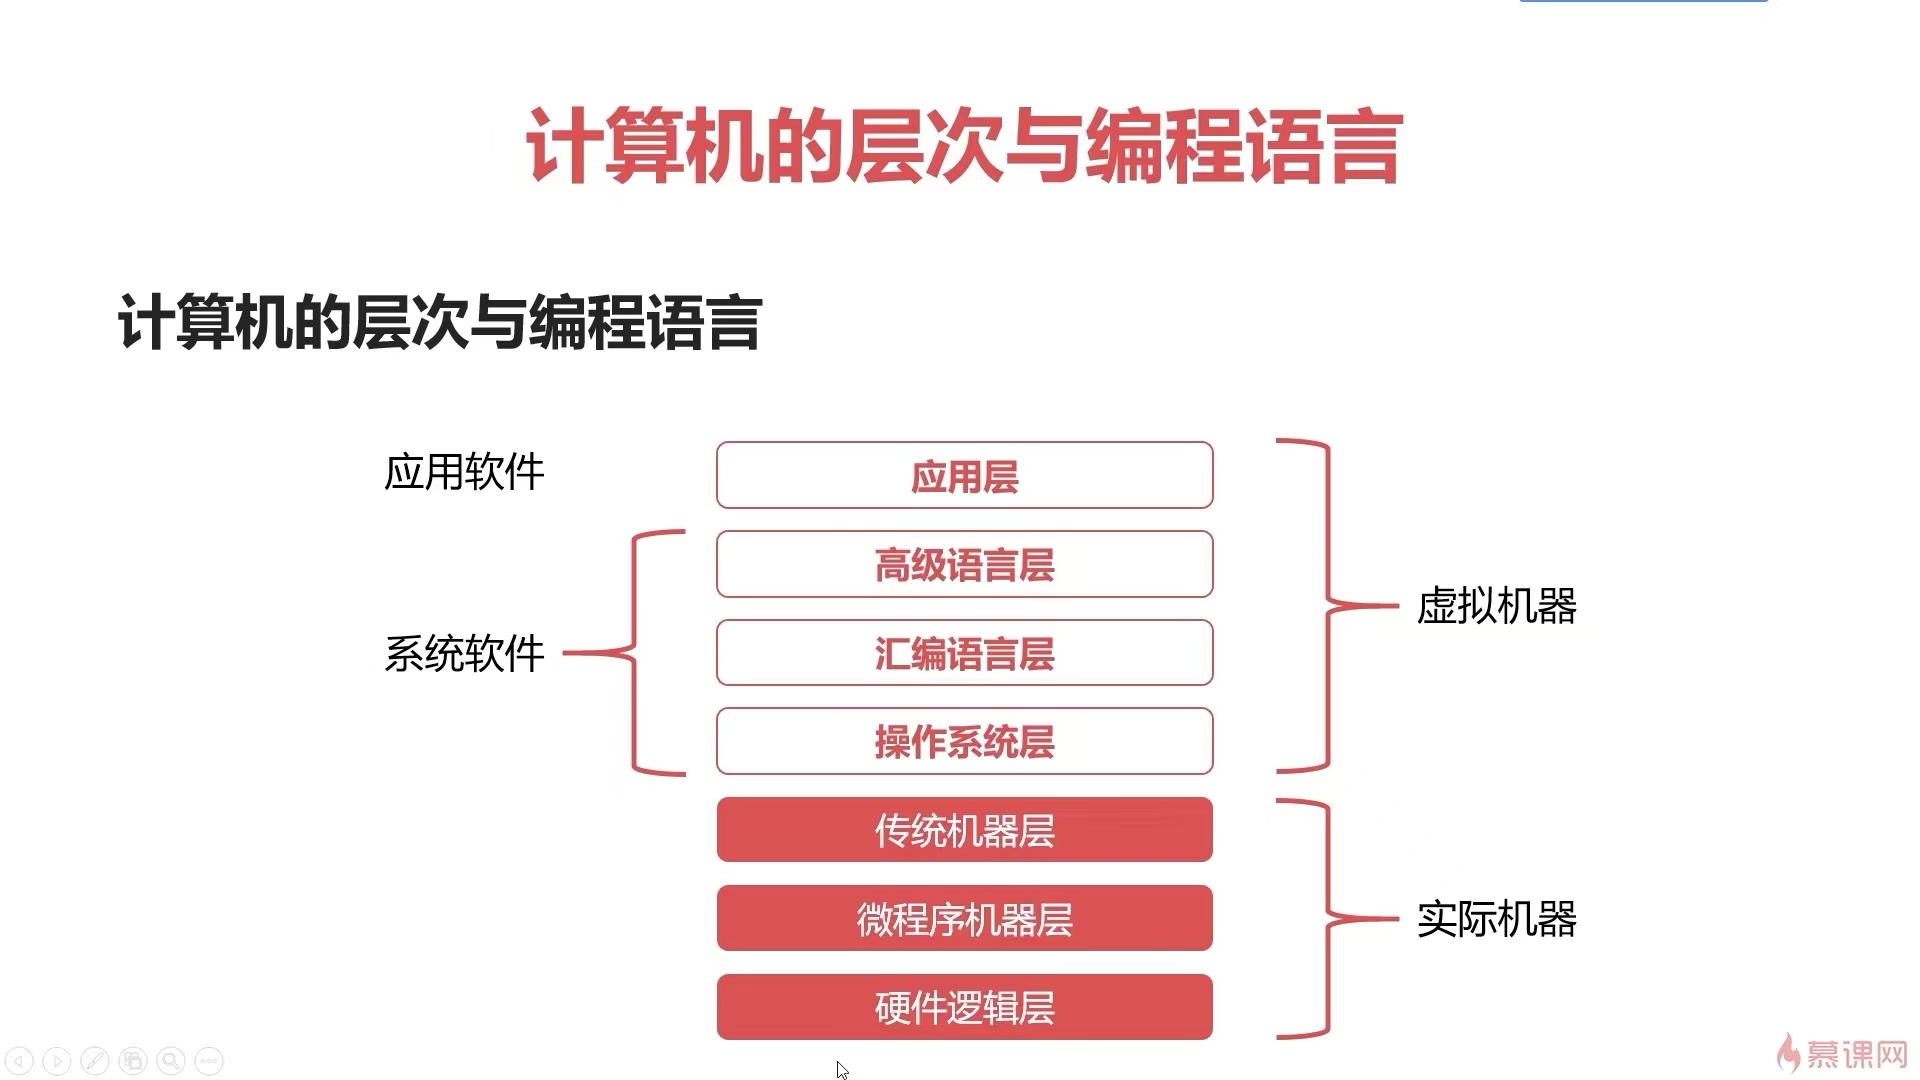 计算机的层次与编程语言
计算机的层次与编程语言
应用软件
应用层
高级语言层
系统软件
汇编语言层
虚拟机器
操作系统层
传统机器层
微程序机器层
实际机器
硬件逻辑层
慕课网